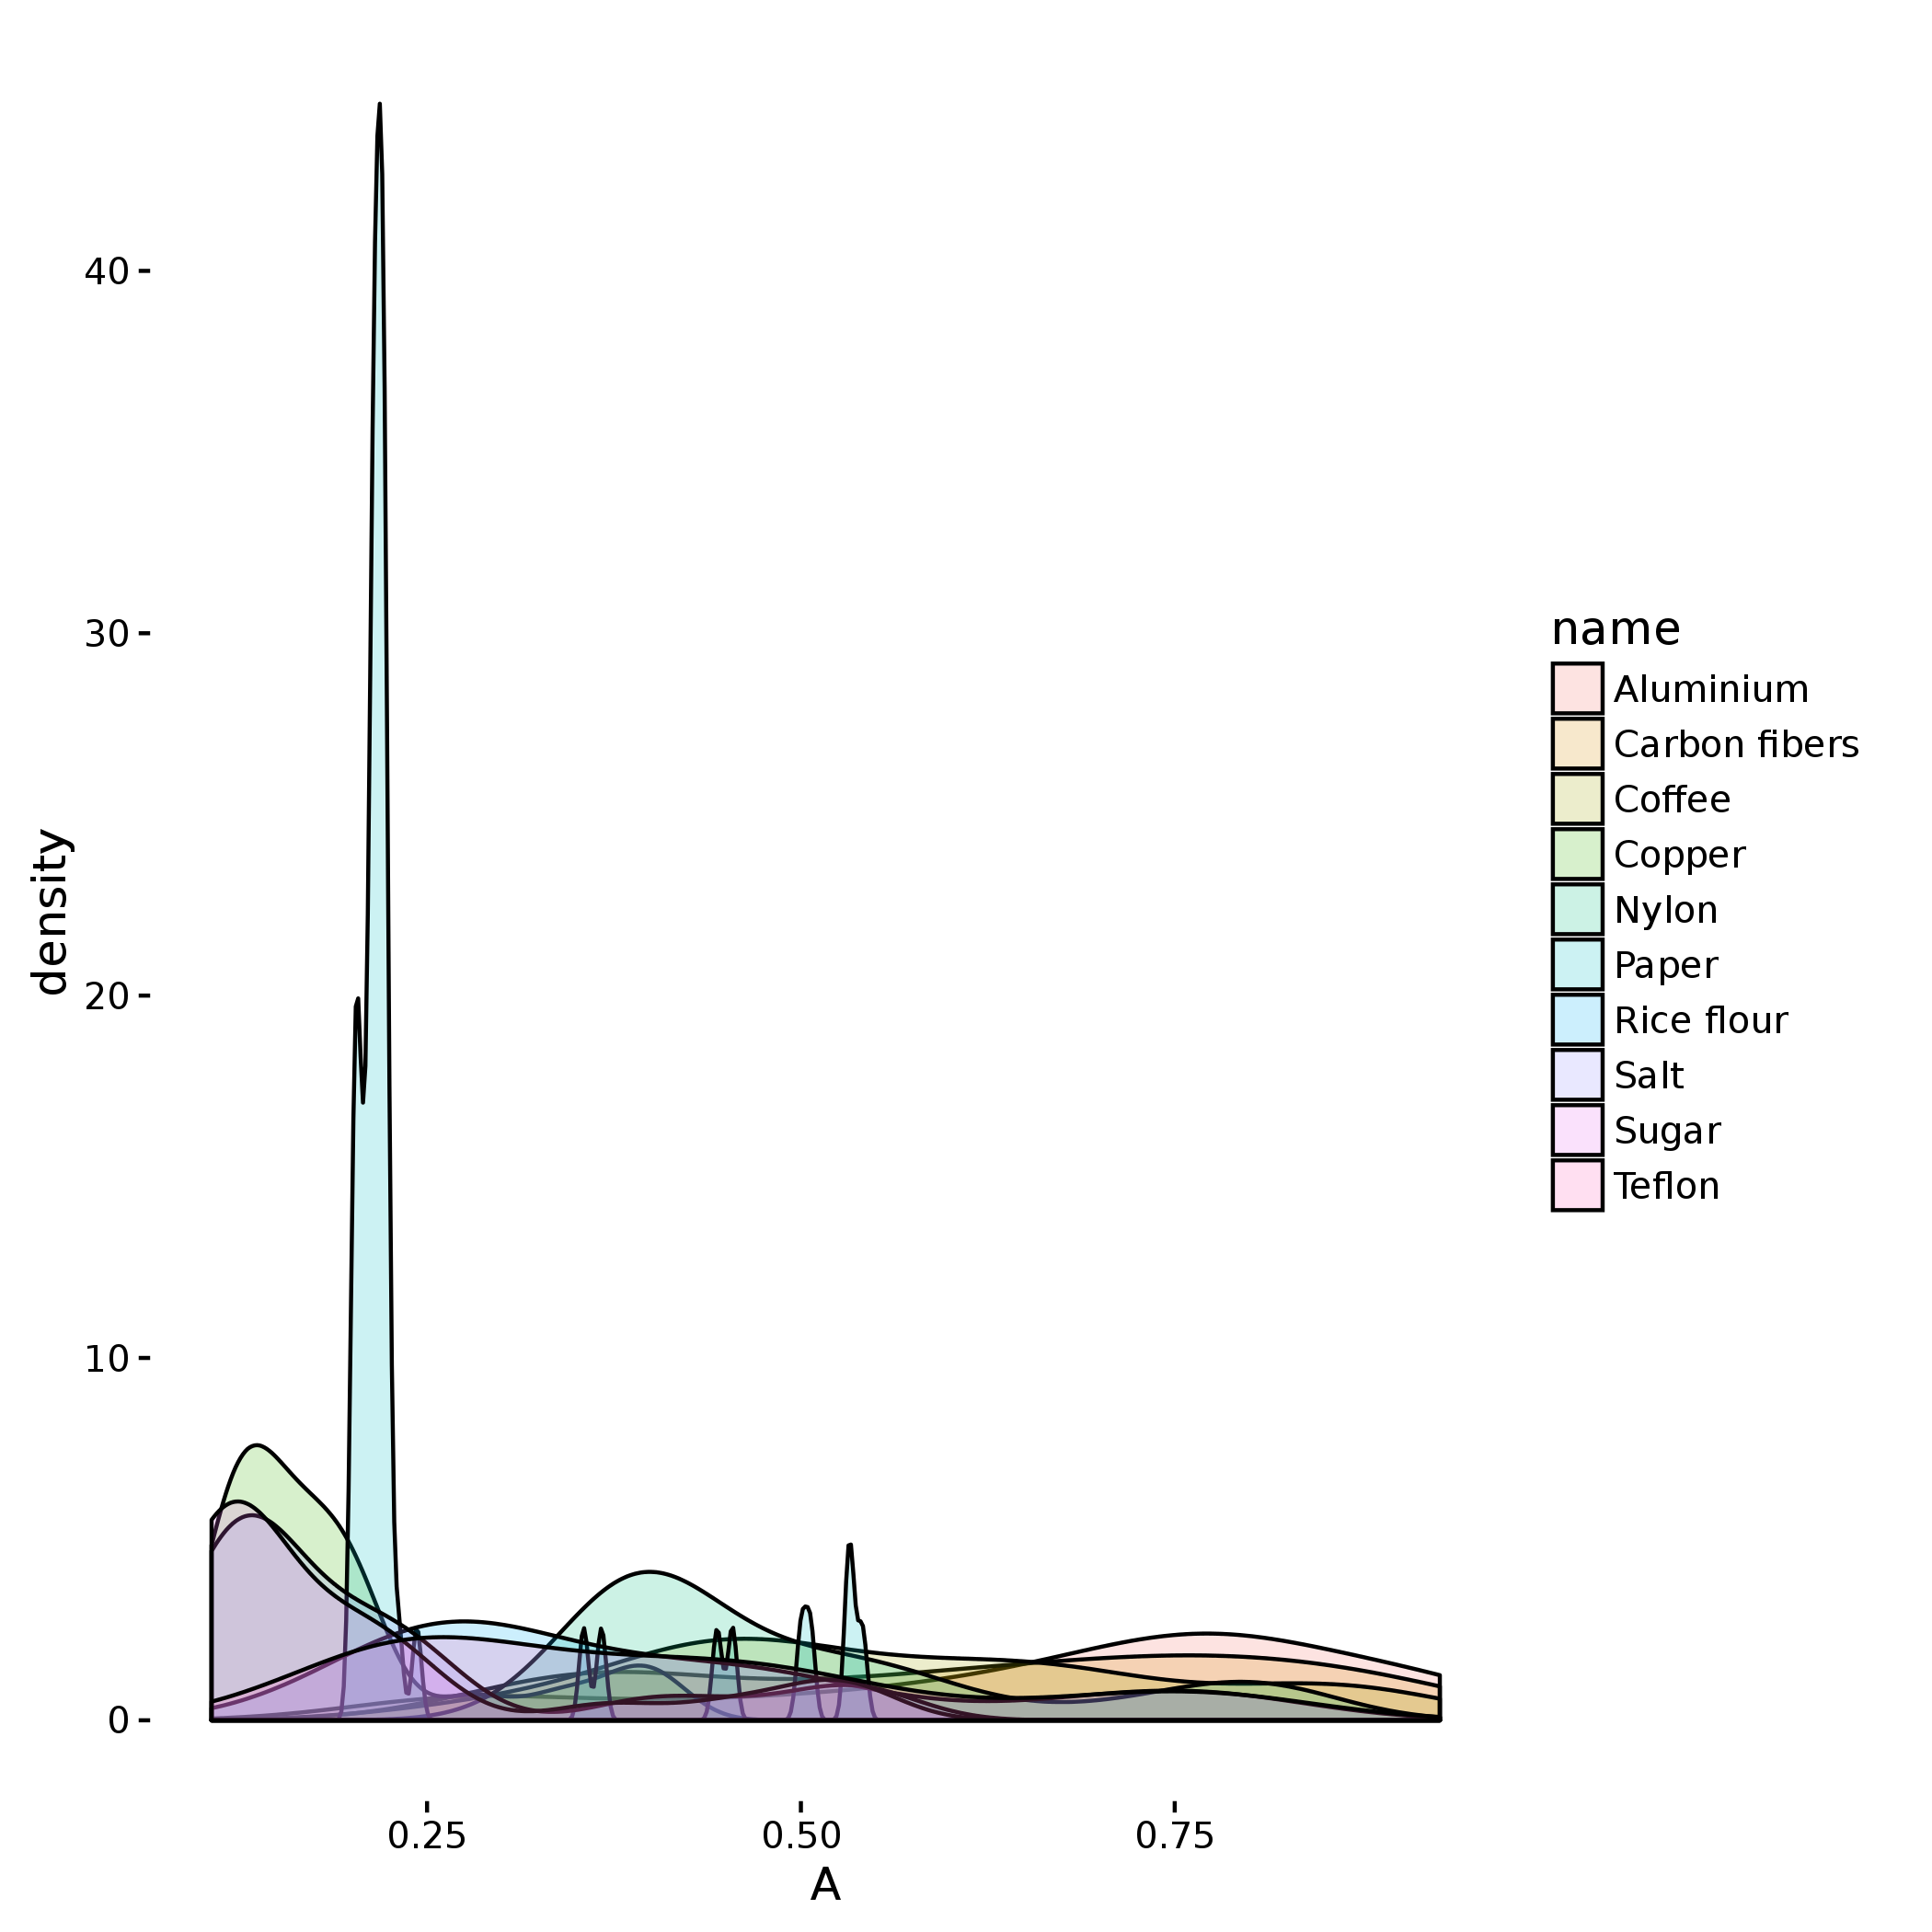 density
40
30
20
10
0
0.25 0.50 0.75
A
name
Aluminium
Carbon fibers
Coffee
Copper
Nylon
Paper
Rice flour
Salt
Sugar
Teflon